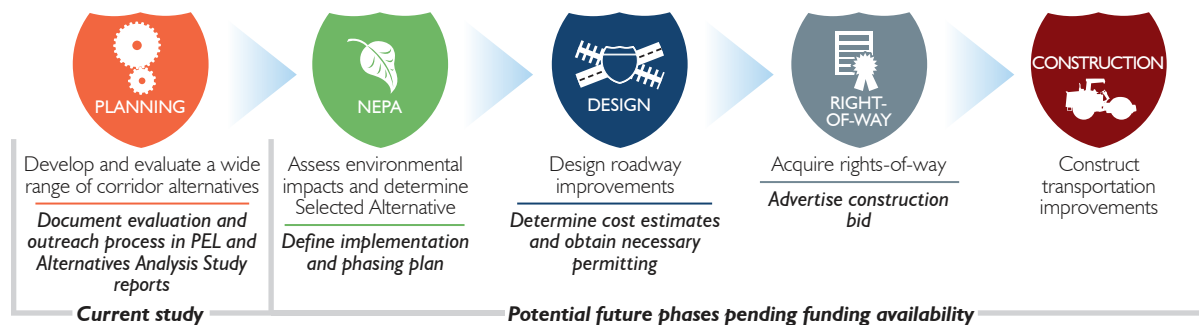 PLANNING
Develop and evaluate a wide
range of corridor alternatives
Document evaluation and
outreach process in PEL and
Alternatives Analysis Study
reports
NEPA
Assess environmental
impacts and determine
Selected Alternative
Define implementation
and phasing plan
DESIGN
Design roadway
improvements
Determine cost estimates
and obtain necessary
permitting
RIGHT-
OF-WAY
Acquire rights-of-way
Advertise construction
bid
CONSTRUCTION
Construct
transportation
improvements
Current study
Potential future phases pending funding availability